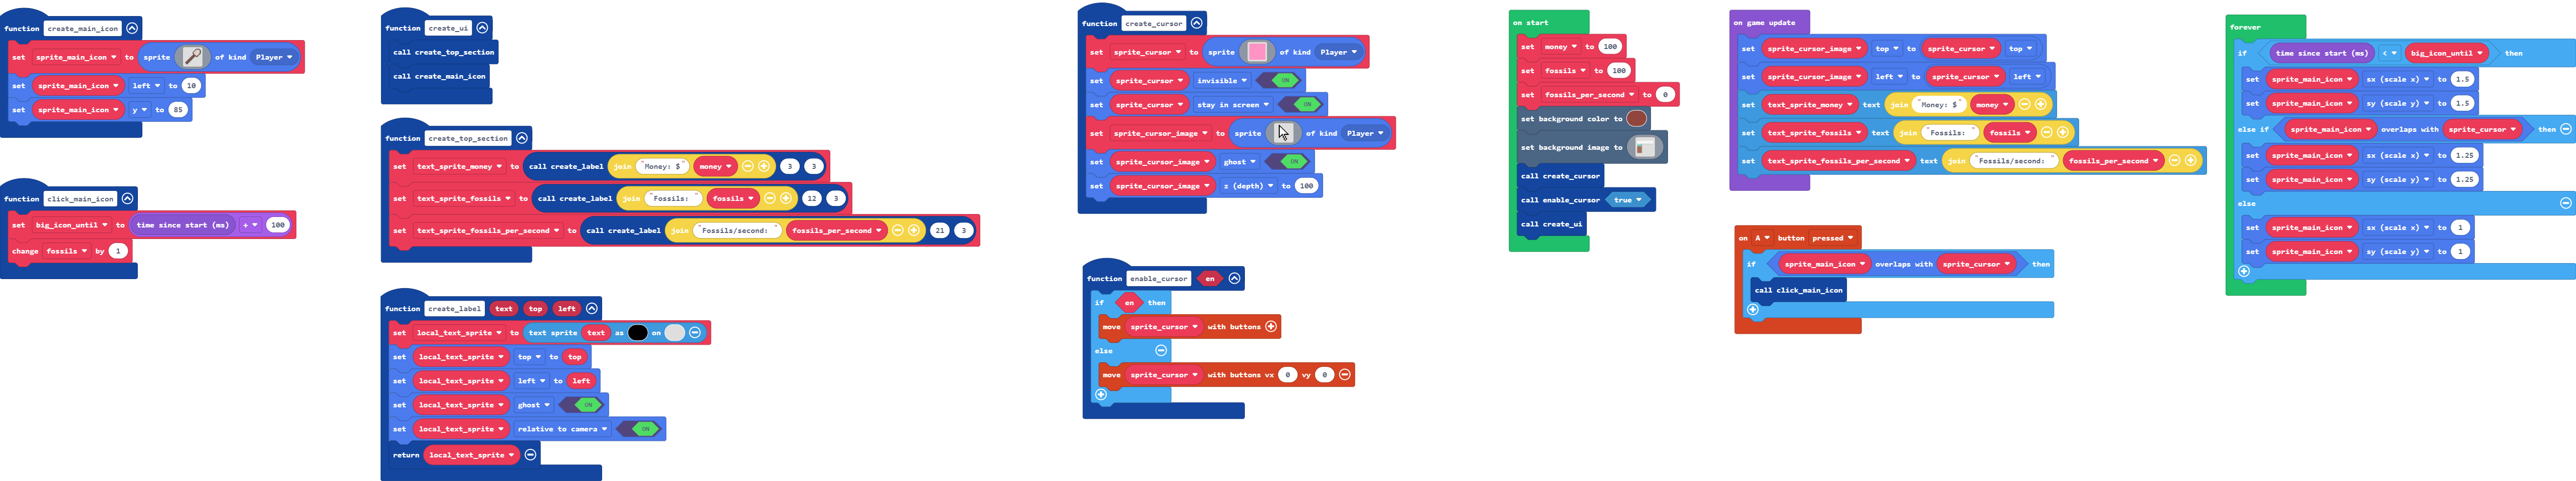 function create_main_icon
set sprite_main_icon to sprite of kind Player
set sprite_main_icon left to 10
set sprite_main_icon y to 85
function click_main_icon
set big_icon_until to time since start (ms) + 100
change fossils by 1
function create_ui
call create_top_section
call create_main_icon
function create_top_section
set text_sprite_money to call create_label join "Money: $" money 3 3
set text_sprite_fossils to call create_label join "Fossils: " fossils 12 3
set text_sprite_fossils_per_second to call create_label join "Fossils/second: " fossils_per_second 21 3
function create_label text top left
set local_text_sprite to text sprite text as on
set local_text_sprite top to top
set local_text_sprite left to left
set local_text_sprite ghost ON
set local_text_sprite relative to camera ON
return local_text_sprite
function create_cursor
set sprite_cursor to sprite of kind Player
set sprite_cursor invisible ON
set sprite_cursor stay in screen ON
set sprite_cursor_image to sprite of kind Player
set sprite_cursor_image ghost ON
set sprite_cursor_image z (depth) to 100
function enable_cursor en
if en then
move sprite_cursor with buttons
else
move sprite_cursor with buttons vx 0 vy 0
on start
set money to 100
set fossils to 100
set fossils_per_second to 0
set background color to
set background image to
call create_cursor
call enable_cursor true
call create_ui
on game update
set sprite_cursor_image top to sprite_cursor top
set sprite_cursor_image left to sprite_cursor left
set text_sprite_money text join "Money: $" money
set text_sprite_fossils text join "Fossils: " fossils
set text_sprite_fossils_per_second text join "Fossils/second: " fossils_per_second
on A button pressed
if sprite_main_icon overlaps with sprite_cursor then
call click_main_icon
forever
if time since start (ms) < big_icon_until then
set sprite_main_icon sx (scale x) to 1.5
set sprite_main_icon sy (scale y) to 1.5
else if sprite_main_icon overlaps with sprite_cursor then
set sprite_main_icon sx (scale x) to 1.25
set sprite_main_icon sy (scale y) to 1.25
else
set sprite_main_icon sx (scale x) to 1
set sprite_main_icon sy (scale y) to 1